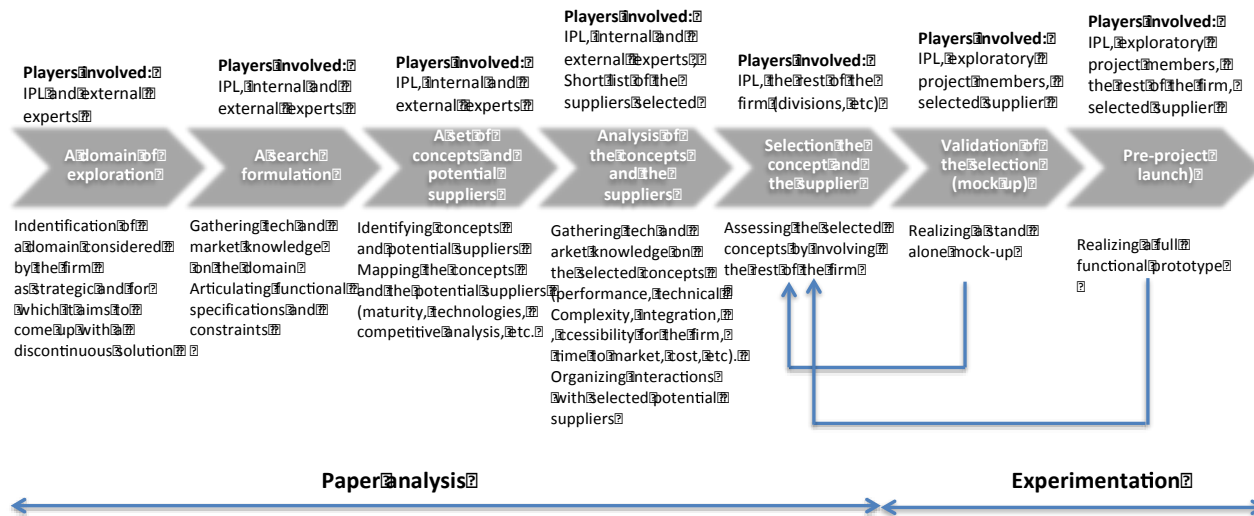 Players involved:
IPL and external
experts
Players involved:
IPL, internal and
external experts
Players involved:
IPL, internal and
external experts
Players involved:
IPL, internal and
external experts;
Short list of the
suppliers selected
Players involved:
IPL, the rest of the
firm (divisions, etc)
Players involved:
IPL, exploratory
project members,
selected supplier
Players involved:
IPL, exploratory
project members,
the rest of the firm,
selected supplier
A domain of
exploration
A search
formulation
A set of
concepts and
potential
suppliers
Analysis of
the concepts
and the
suppliers
Selection the
concept and
the supplier
Validation of
the selection
(mock up)
Pre-project
launch)
Indentification of
a domain considered
by the firm
as strategic and for
which it aims to
come up with a
discontinuous solution
Gathering tech and
market knowledge
on the domain
Articulating functional
specifications and
constraints
Identifying concepts
and potential suppliers
Mapping the concepts
and the potential suppliers
(maturity, technologies,
competitive analysis, etc.
Gathering tech and
arket knowledge on
the selected concepts
(performance, technical
Complexity, integration,
,ccessibility for the firm,
time to market, cost, etc).
Organizing interactions
with selected potential
suppliers
Assessing the selected
concepts by involving
the rest of the firm
Realizing a stand
alone mock-up
Realizing a full
functional prototype
Paper analysis
Experimentation